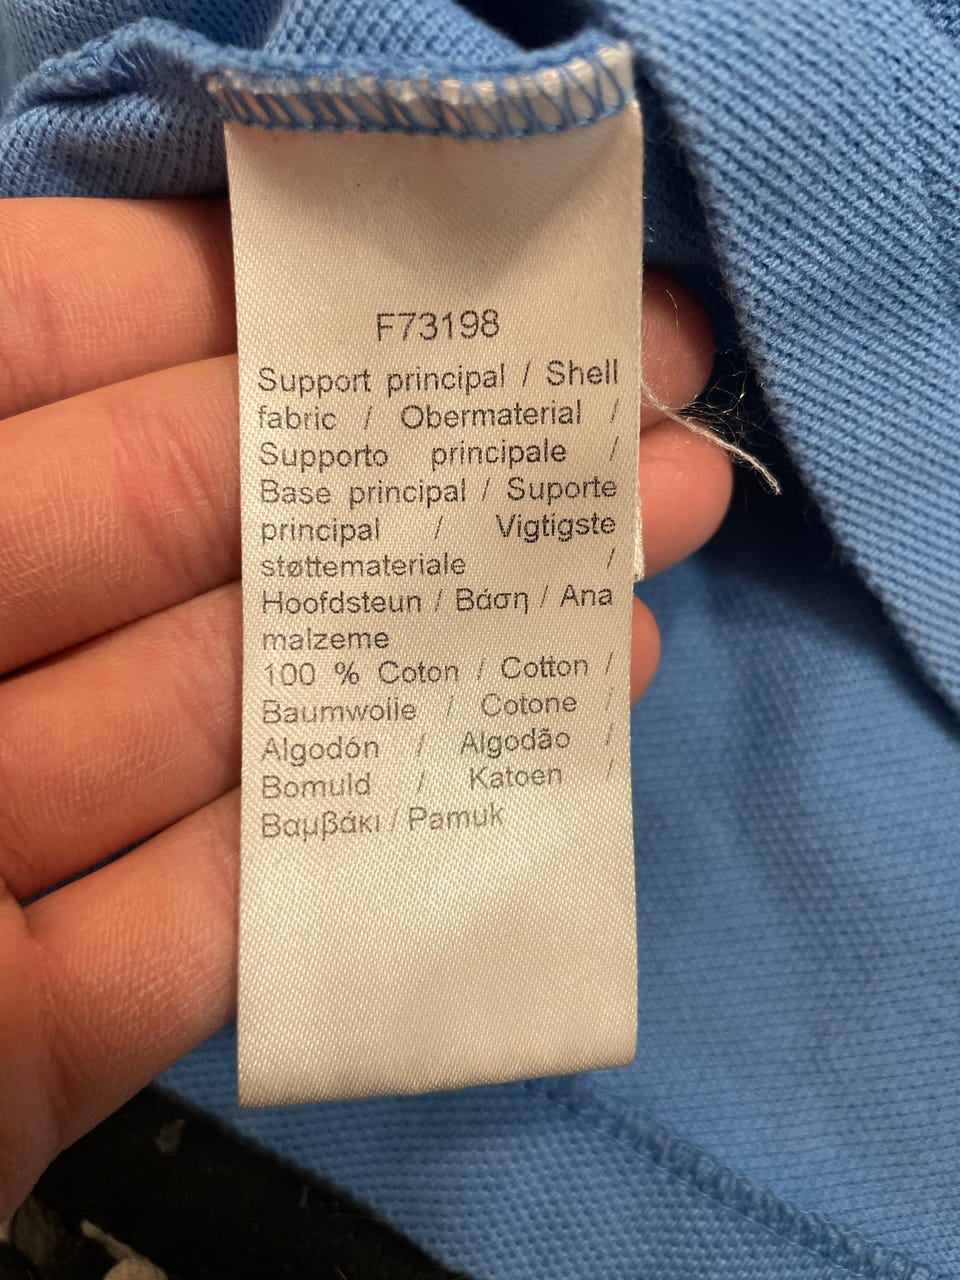 F73198
Support principal / Shell
fabric / Obermaterial /
Supporto principale /
Base principal / Suporte
principal / Vigtigste
støttemateriale /
Hoofdsteun / Βάση / Ana
malzeme
100 % Coton / Cotton /
Baumwolle / Cotone /
Algodón / Algodão /
Bomuld / Katoen /
Βαμβάκι / Pamuk